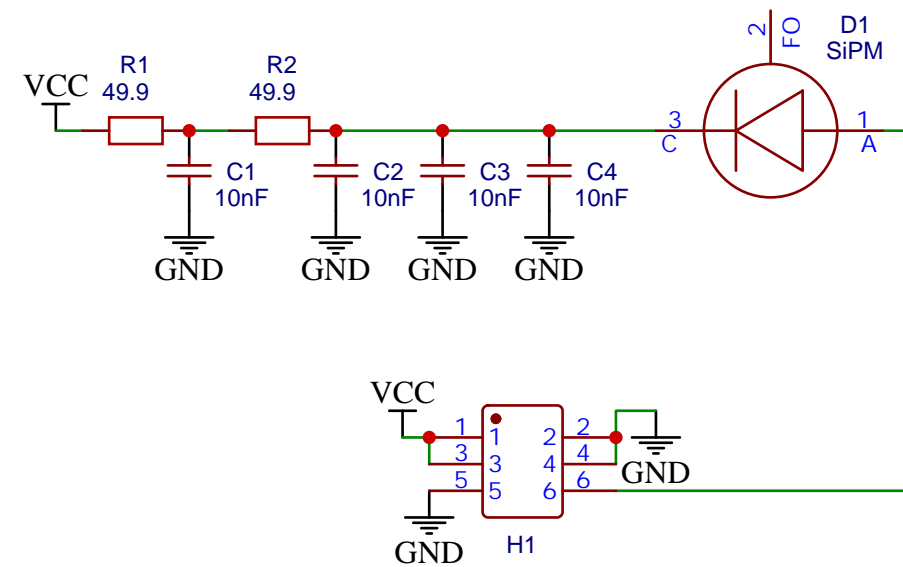 2
FO
D1
SiPM
VCC
R1
49.9
R2
49.9
3
C
1
A
C1
10nF
C2
10nF
C3
10nF
C4
10nF
GND
GND
GND
GND
VCC
1
1
2
2
3
3
4
4
GND
5
5
6
6
GND
H1